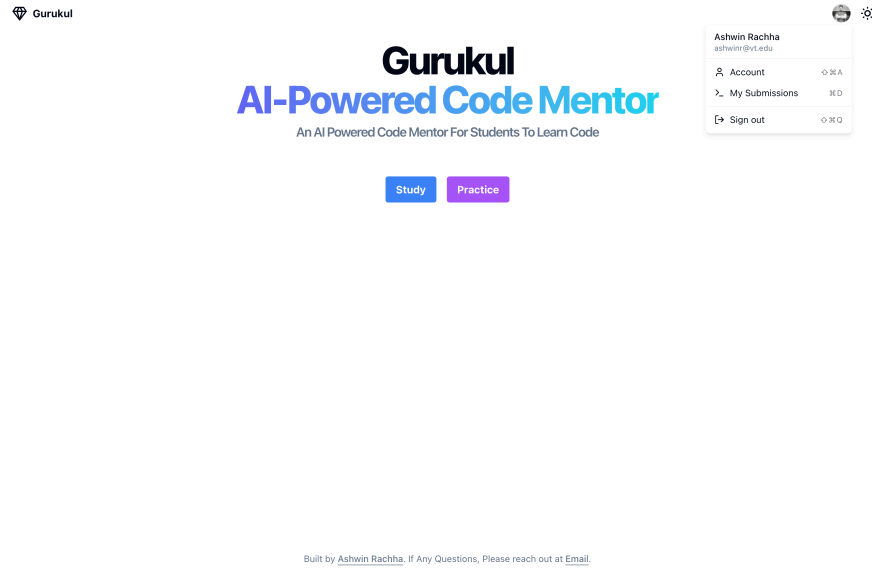 Gurukul
Gurukul
AI-Powered Code Mentor
An AI Powered Code Mentor For Students To Learn Code
Study Practice
Ashwin Rachha
ashwinr@vt.edu
Account ⇧⌘A
My Submissions ⌘D
Sign out ⇧⌘Q
Built by Ashwin Rachha. If Any Questions, Please reach out at Email.